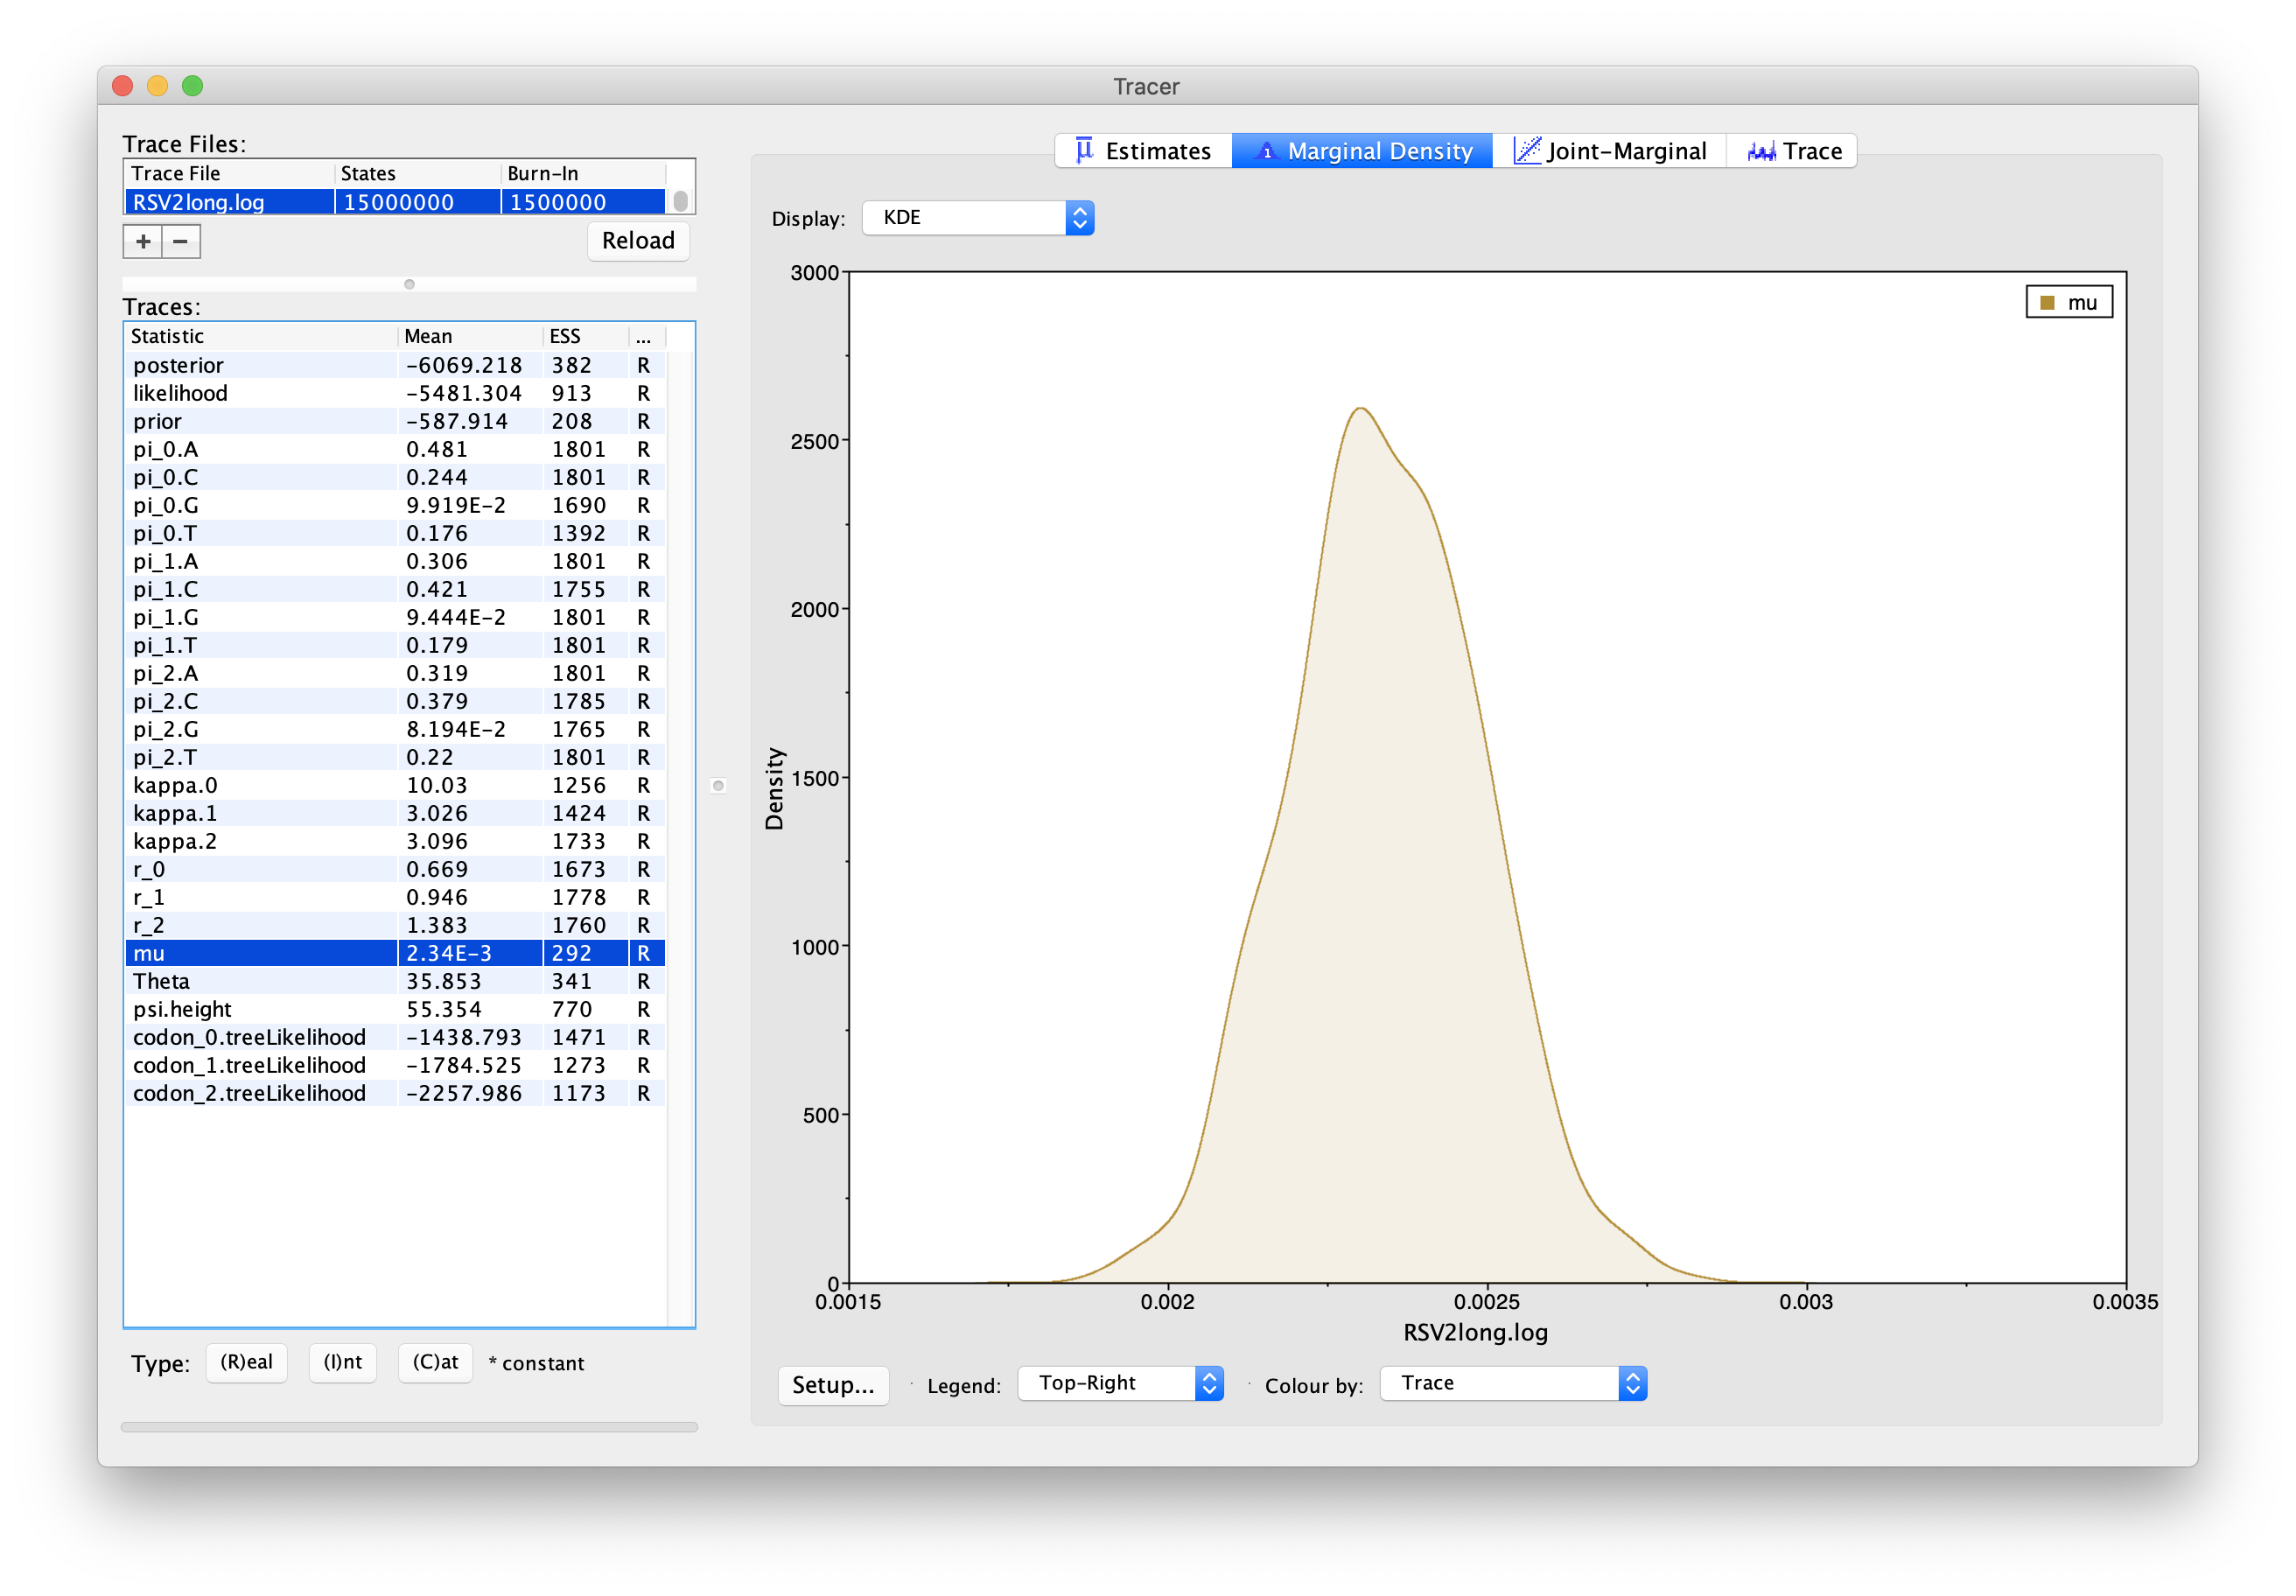 Tracer
Trace Files:
Trace File States Burn-In
RSV2long.log 15000000 1500000
+ − Reload
Traces:
Statistic Mean ESS ...
posterior -6069.218 382 R
likelihood -5481.304 913 R
prior -587.914 208 R
pi_0.A 0.481 1801 R
pi_0.C 0.244 1801 R
pi_0.G 9.919E-2 1690 R
pi_0.T 0.176 1392 R
pi_1.A 0.306 1801 R
pi_1.C 0.421 1755 R
pi_1.G 9.444E-2 1801 R
pi_1.T 0.179 1801 R
pi_2.A 0.319 1801 R
pi_2.C 0.379 1785 R
pi_2.G 8.194E-2 1765 R
pi_2.T 0.22 1801 R
kappa.0 10.03 1256 R
kappa.1 3.026 1424 R
kappa.2 3.096 1733 R
r_0 0.669 1673 R
r_1 0.946 1778 R
r_2 1.383 1760 R
mu 2.34E-3 292 R
Theta 35.853 341 R
psi.height 55.354 770 R
codon_0.treeLikelihood -1438.793 1471 R
codon_1.treeLikelihood -1784.525 1273 R
codon_2.treeLikelihood -2257.986 1173 R
Type: (R)eal (I)nt (C)at * constant
Estimates Marginal Density Joint-Marginal Trace
Display: KDE
mu
3000
2500
2000
1500
1000
500
0
Density
0.0015 0.002 0.0025 0.003 0.0035
RSV2long.log
Setup... Legend: Top-Right Colour by: Trace